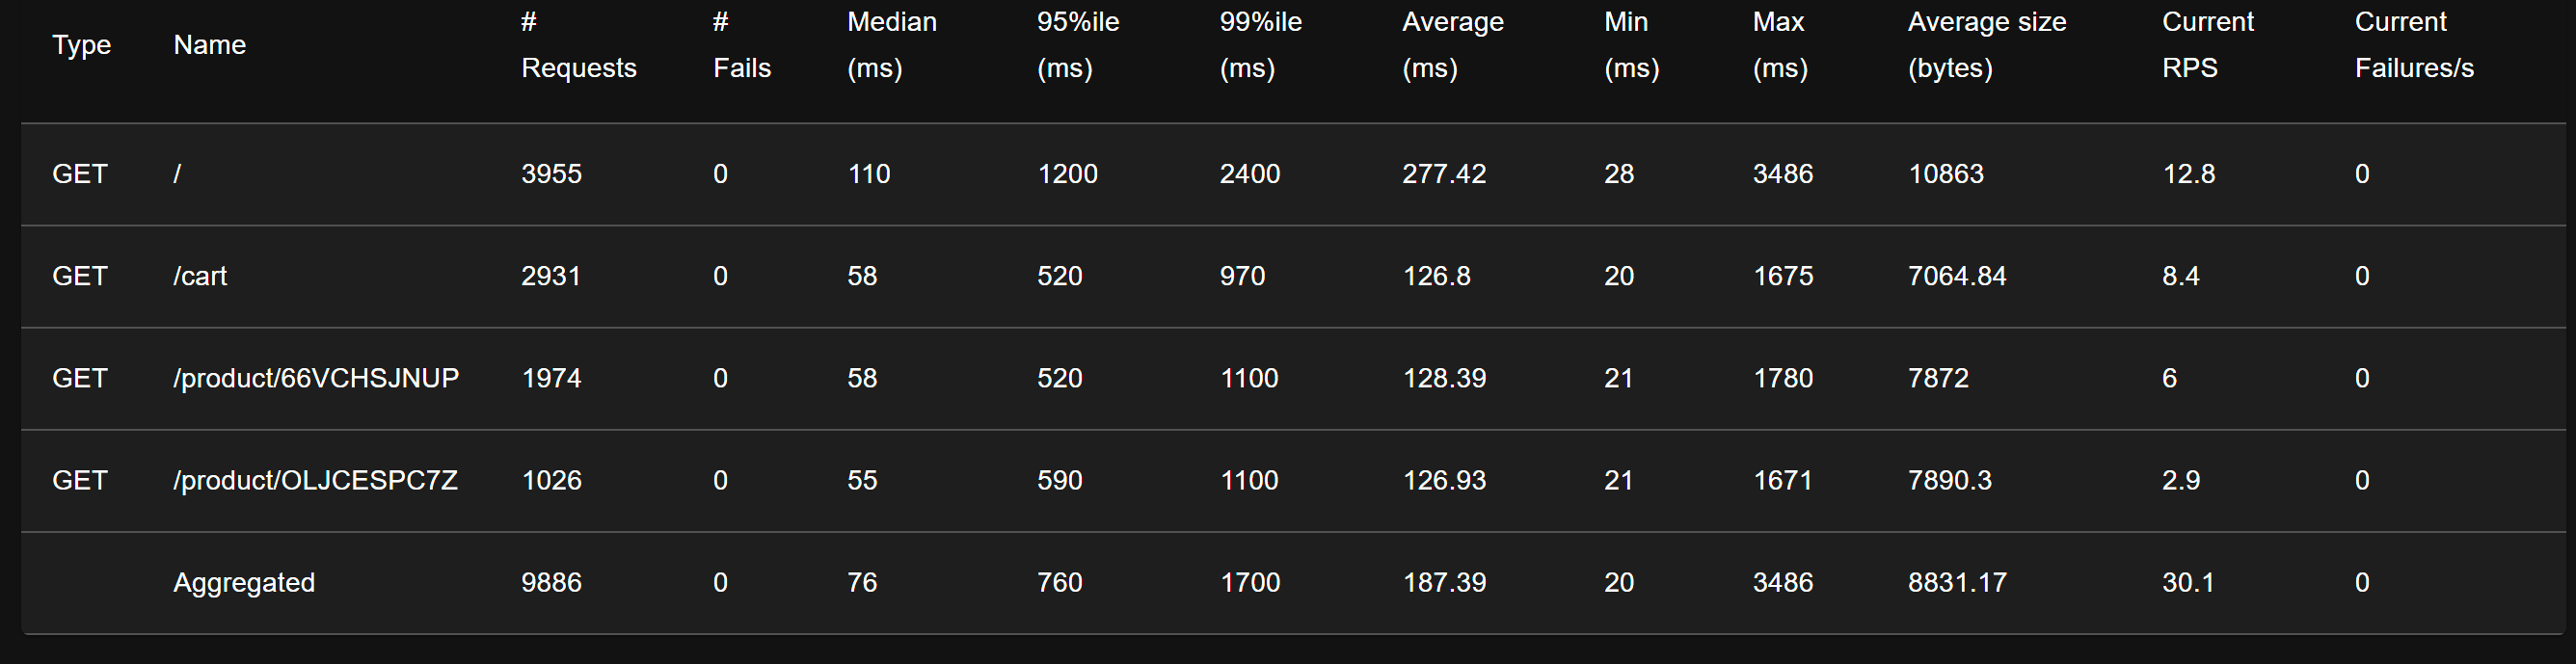 Type Name # Requests # Fails Median (ms) 95%ile (ms) 99%ile (ms) Average (ms) Min (ms) Max (ms) Average size (bytes) Current RPS Current Failures/s
GET / 3955 0 110 1200 2400 277.42 28 3486 10863 12.8 0
GET /cart 2931 0 58 520 970 126.8 20 1675 7064.84 8.4 0
GET /product/66VCHSJNUP 1974 0 58 520 1100 128.39 21 1780 7872 6 0
GET /product/OLJCESPC7Z 1026 0 55 590 1100 126.93 21 1671 7890.3 2.9 0
Aggregated 9886 0 76 760 1700 187.39 20 3486 8831.17 30.1 0